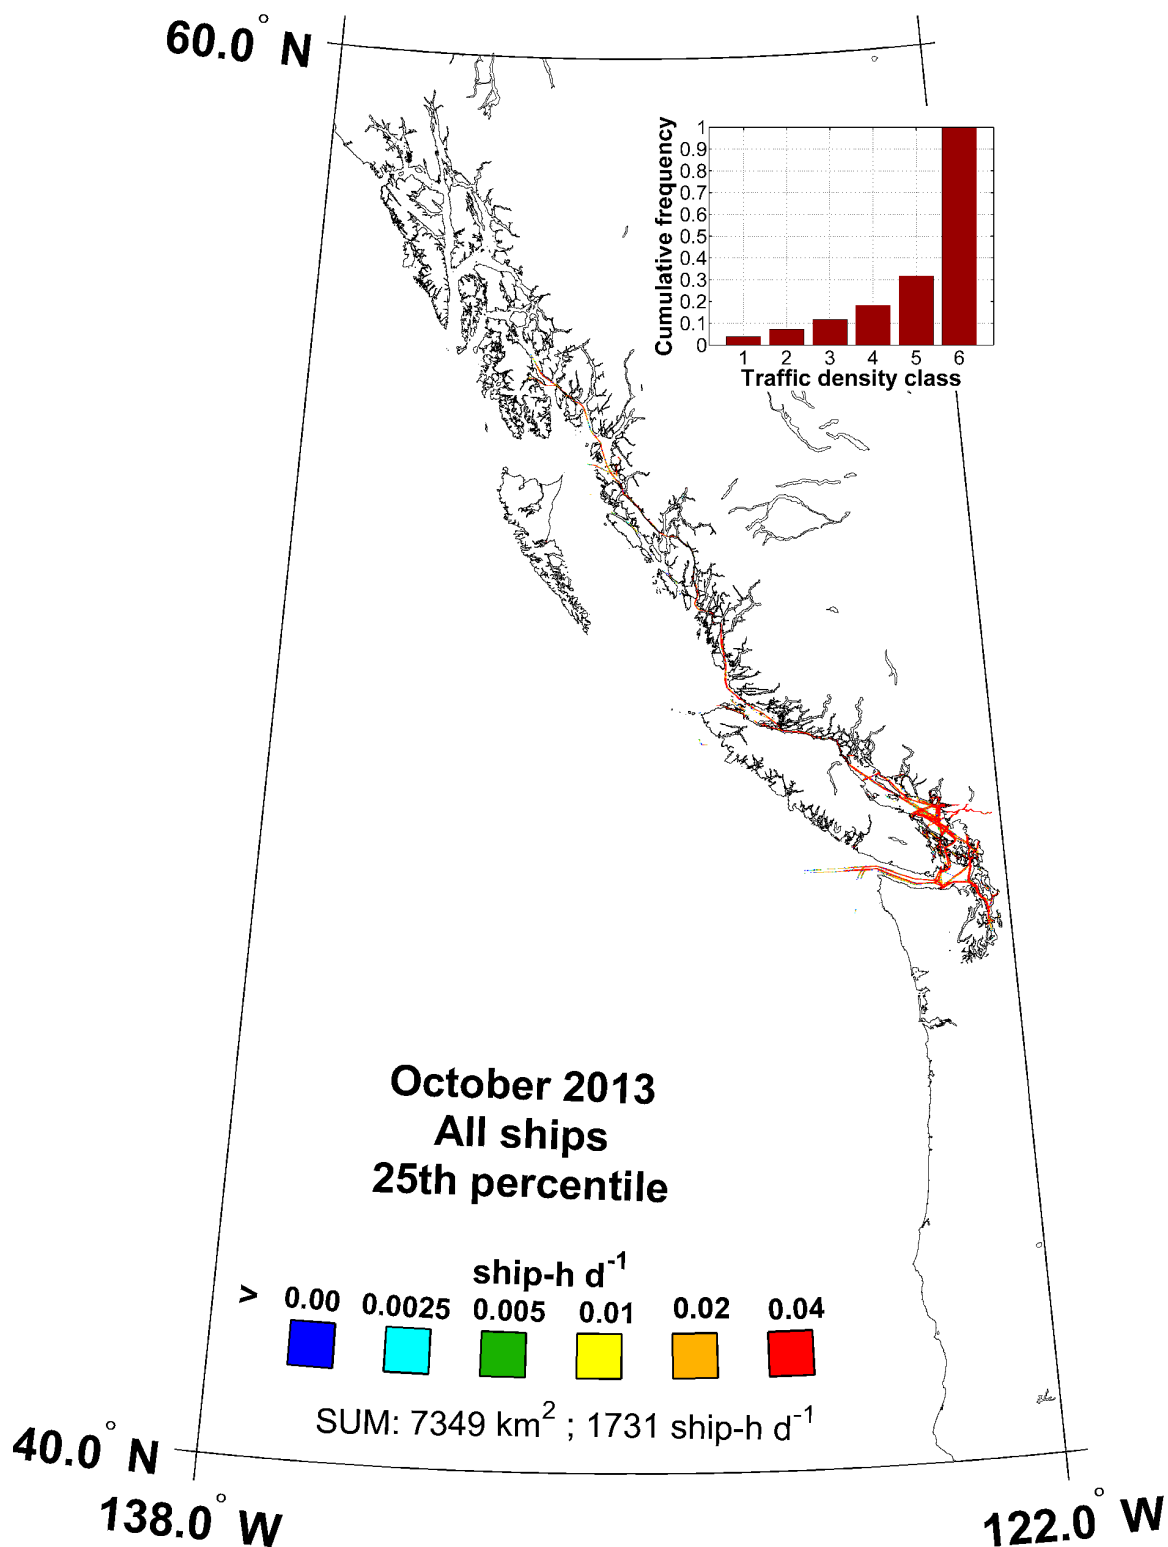 60.0° N
Cumulative frequency
1
0.9
0.8
0.7
0.6
0.5
0.4
0.3
0.2
0.1
0
1 2 3 4 5 6
Traffic density class
October 2013
All ships
25th percentile
ship-h d-1
> 0.00 0.0025 0.005 0.01 0.02 0.04
SUM: 7349 km2 ; 1731 ship-h d-1
40.0° N
138.0° W
122.0° W